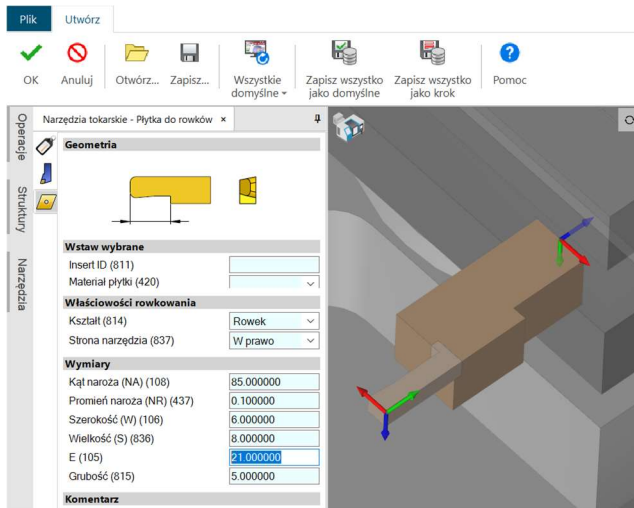 Plik
Utwórz
OK
Anuluj
Otwórz...
Zapisz...
Wszystkie domyślne
Zapisz wszystko jako domyślne
Zapisz wszystko jako krok
Pomoc
Operacje
Struktury
Narzędzia
Narzędzia tokarskie - Płytka do rowków ×
Geometria
Wstaw wybrane
Insert ID (811)
Materiał płytki (420)
Właściwości rowkowania
Kształt (814) Rowek
Strona narzędzia (837) W prawo
Wymiary
Kąt naroża (NA) (108) 85.000000
Promień naroża (NR) (437) 0.100000
Szerokość (W) (106) 6.000000
Wielkość (S) (836) 8.000000
E (105) 21.000000
Grubość (815) 5.000000
Komentarz